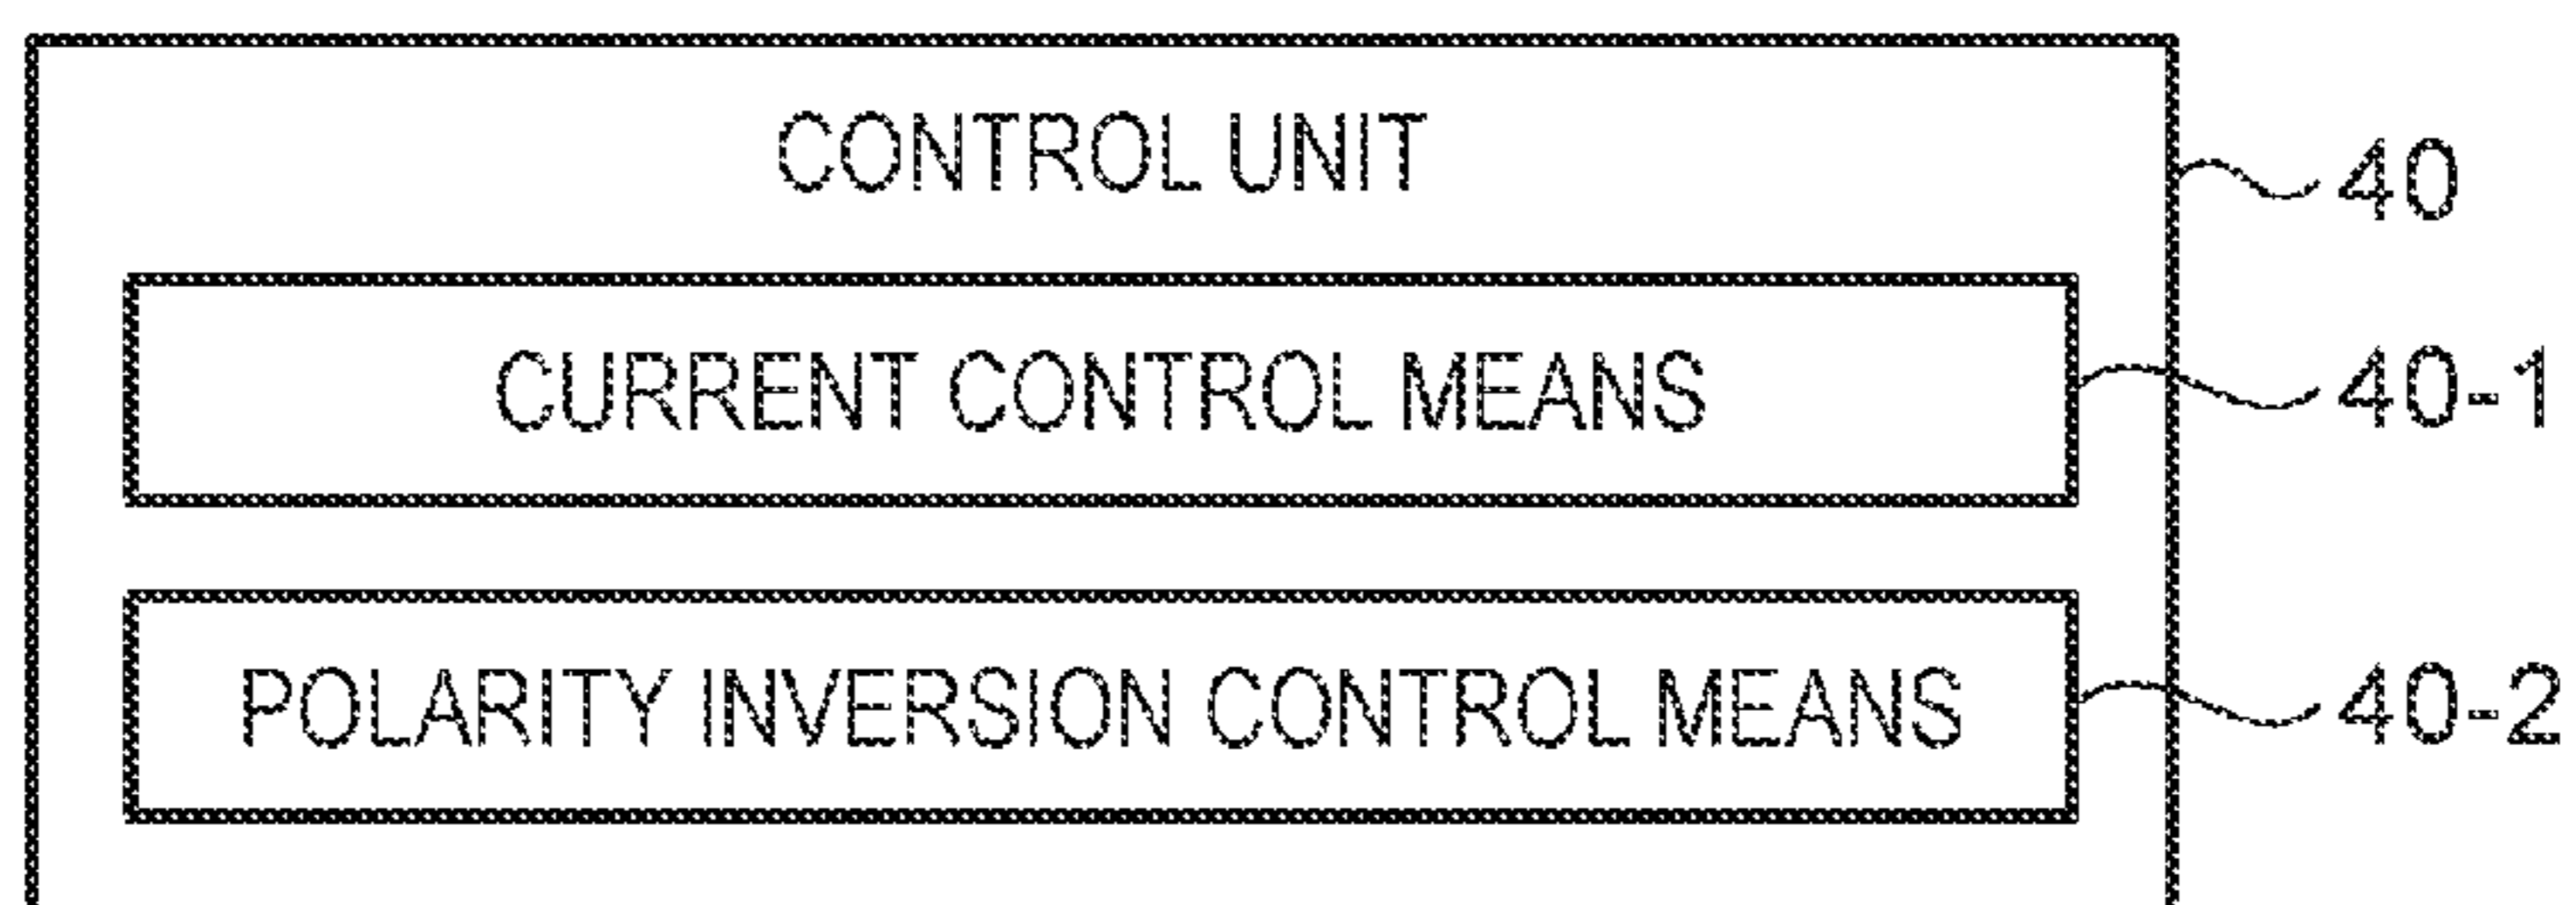 CONTROL UNIT
40
CURRENT CONTROL MEANS
40-1
POLARITY INVERSION CONTROL MEANS
40-2